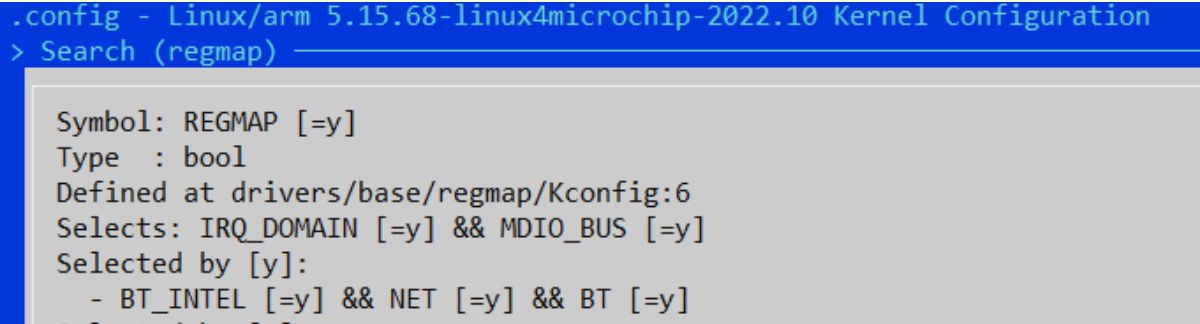 .config - Linux/arm 5.15.68-linux4microchip-2022.10 Kernel Configuration
> Search (regmap)
Symbol: REGMAP [=y]
Type  : bool
Defined at drivers/base/regmap/Kconfig:6
Selects: IRQ_DOMAIN [=y] && MDIO_BUS [=y]
Selected by [y]:
- BT_INTEL [=y] && NET [=y] && BT [=y]